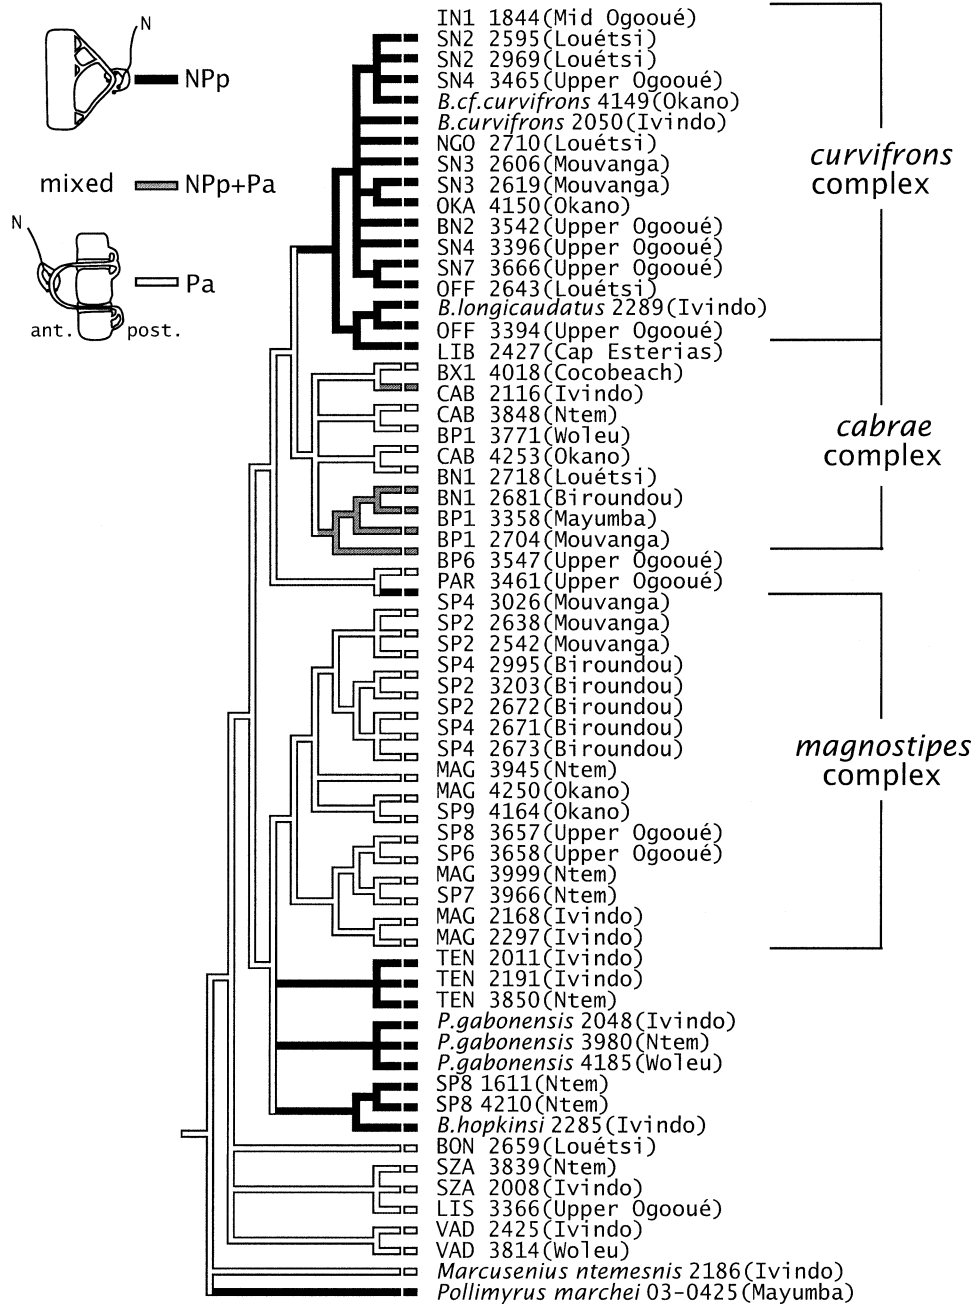 N
NPp
mixed
NPp+Pa
N
Pa
ant.
post.
IN1 1844(Mid Ogooué)
SN2 2595(Louétsi)
SN2 2969(Louétsi)
SN4 3465(Upper Ogooué)
B.cf.curvifrons 4149(Okano)
B.curvifrons 2050(Ivindo)
NGO 2710(Louétsi)
SN3 2606(Mouvanga)
SN3 2619(Mouvanga)
OKA 4150(Okano)
BN2 3542(Upper Ogooué)
SN4 3396(Upper Ogooué)
SN7 3666(Upper Ogooué)
OFF 2643(Louétsi)
B.longicaudatus 2289(Ivindo)
OFF 3394(Upper Ogooué)
LIB 2427(Cap Esterias)
BX1 4018(Cocobeach)
CAB 2116(Ivindo)
CAB 3848(Ntem)
BP1 3771(Woleu)
CAB 4253(Okano)
BN1 2718(Louétsi)
BN1 2681(Biroundou)
BP1 3358(Mayumba)
BP1 2704(Mouvanga)
BP6 3547(Upper Ogooué)
PAR 3461(Upper Ogooué)
SP4 3026(Mouvanga)
SP2 2638(Mouvanga)
SP2 2542(Mouvanga)
SP4 2995(Biroundou)
SP2 3203(Biroundou)
SP2 2672(Biroundou)
SP4 2671(Biroundou)
SP4 2673(Biroundou)
MAG 3945(Ntem)
MAG 4250(Okano)
SP9 4164(Okano)
SP8 3657(Upper Ogooué)
SP6 3658(Upper Ogooué)
MAG 3999(Ntem)
SP7 3966(Ntem)
MAG 2168(Ivindo)
MAG 2297(Ivindo)
TEN 2011(Ivindo)
TEN 2191(Ivindo)
TEN 3850(Ntem)
P.gabonensis 2048(Ivindo)
P.gabonensis 3980(Ntem)
P.gabonensis 4185(Woleu)
SP8 1611(Ntem)
SP8 4210(Ntem)
B.hopkinsi 2285(Ivindo)
BON 2659(Louétsi)
SZA 3839(Ntem)
SZA 2008(Ivindo)
LIS 3366(Upper Ogooué)
VAD 2425(Ivindo)
VAD 3814(Woleu)
Marcusenius ntemesnis 2186(Ivindo)
Pollimyrus marchei 03-0425(Mayumba)
curvifrons
complex
cabrae
complex
magnostipes
complex